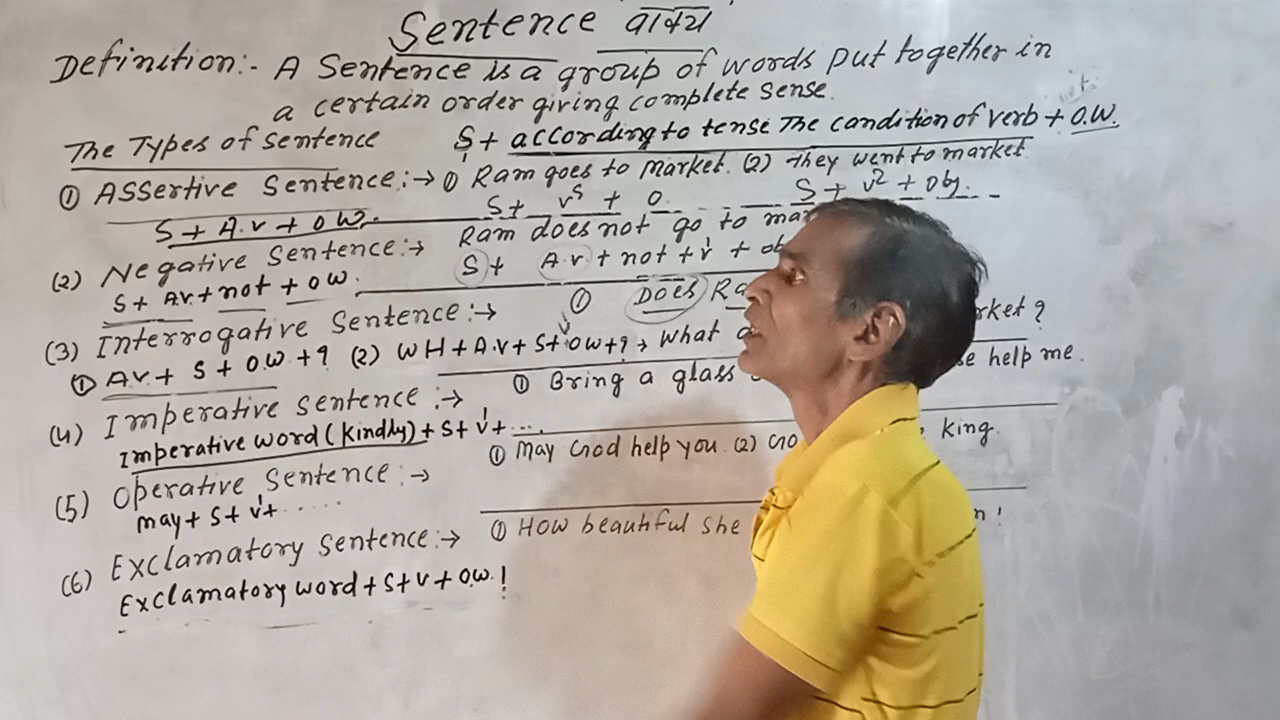 Sentence वाक्य
Definition:- A Sentence is a group of words put together in
a certain order giving complete sense.
The Types of sentence S + according to tense The condition of verb + O.W.
① Assertive Sentence:→ ① Ram goes to market. (2) They went to market
S + A.v + O W. S + v⁵ + O. S + v² + Obj.
(2) Negative Sentence:→ Ram does not go to
S + Av + not + O W. S + A v + not + v¹ +
(3) Interrogative Sentence:→ ① Does Ra rket ?
① Av. + S + O W + ? (2) WH + A.v + S + Ow + ? → What
(4) Imperative sentence :→ ① Bring a glass help me.
Imperative word (Kindly) + S + v¹ + ....
(5) Operative Sentence :→ ① May God help you. (2) king.
may + S + v¹ + .....
(6) Exclamatory Sentence:→ ① How beautiful she n !
Exclamatory word + S + v + O.W. !